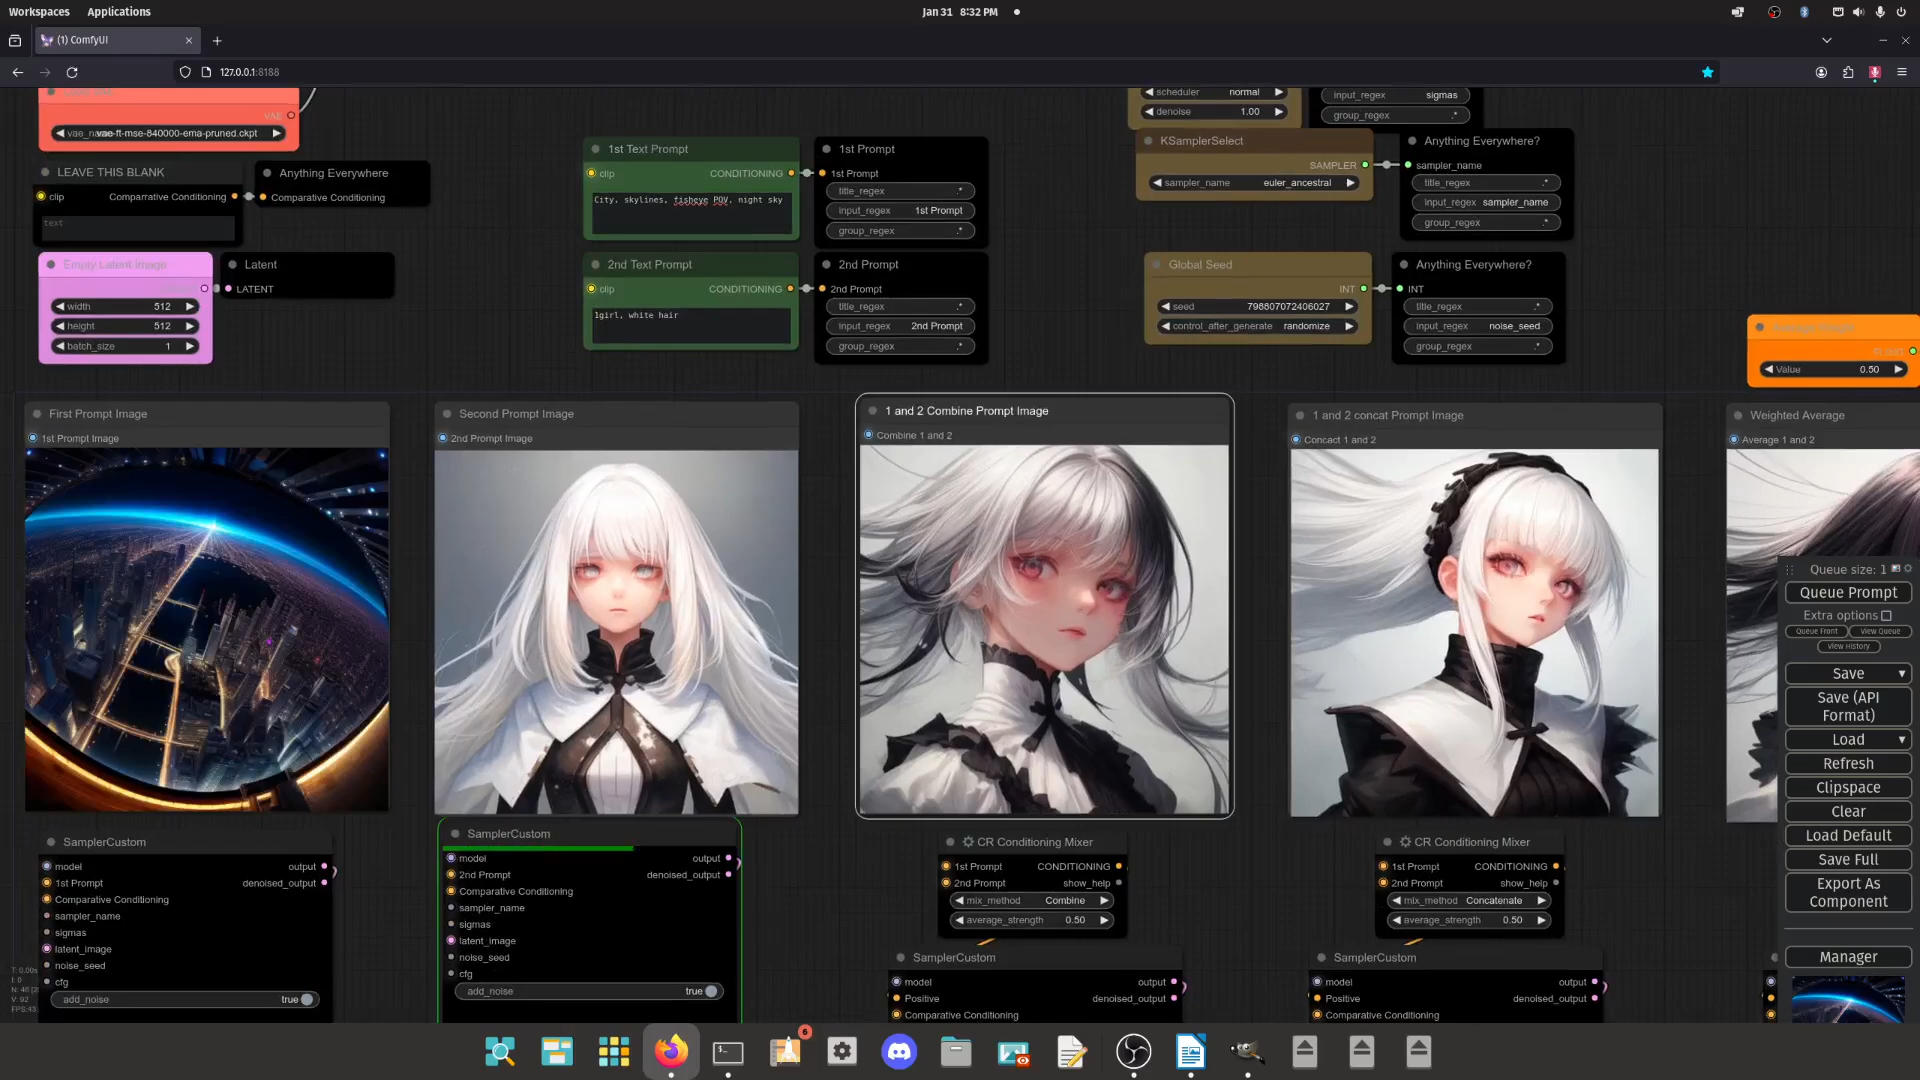 Workspaces Applications Jan 31 8:32 PM
(1) ComfyUI
127.0.0.1:8188
VAE
vae_na vae-ft-mse-840000-ema-pruned.ckpt
LEAVE THIS BLANK
clip Comparrative Conditioning
text
Anything Everywhere
Comparative Conditioning
Empty Latent Image
width 512
height 512
batch_size 1
Latent
LATENT
1st Text Prompt
clip CONDITIONING
City, skylines, fisheye POV, night sky
1st Prompt
1st Prompt
title_regex .*
input_regex 1st Prompt
group_regex .*
2nd Text Prompt
clip CONDITIONING
1girl, white hair
2nd Prompt
2nd Prompt
title_regex .*
input_regex 2nd Prompt
group_regex .*
scheduler normal
denoise 1.00
input_regex sigmas
group_regex .*
KSamplerSelect
SAMPLER
sampler_name euler_ancestral
Anything Everywhere?
sampler_name
title_regex .*
input_regex sampler_name
group_regex .*
Global Seed
INT
seed 798807072406027
control_after_generate randomize
Anything Everywhere?
INT
title_regex .*
input_regex noise_seed
group_regex .*
FLOAT
Value 0.50
First Prompt Image
1st Prompt Image
Second Prompt Image
2nd Prompt Image
1 and 2 Combine Prompt Image
Combine 1 and 2
1 and 2 concat Prompt Image
Concact 1 and 2
Weighted Average
Average 1 and 2
Queue size: 1
Queue Prompt
Extra options
Queue Front View Queue
View History
Save
Save (API
Format)
Load
Refresh
Clipspace
Clear
Load Default
Save Full
Export As
Component
Manager
SamplerCustom
model output
1st Prompt denoised_output
Comparative Conditioning
sampler_name
sigmas
latent_image
noise_seed
cfg
add_noise true
SamplerCustom
model output
2nd Prompt denoised_output
Comparative Conditioning
sampler_name
sigmas
latent_image
noise_seed
cfg
add_noise true
CR Conditioning Mixer
1st Prompt CONDITIONING
2nd Prompt show_help
mix_method Combine
average_strength 0.50
SamplerCustom
model output
Positive denoised_output
Comparative Conditioning
CR Conditioning Mixer
1st Prompt CONDITIONING
2nd Prompt show_help
mix_method Concatenate
average_strength 0.50
SamplerCustom
model output
Positive denoised_output
Comparative Conditioning
T: 0.00s
I: 0
V: 92
6